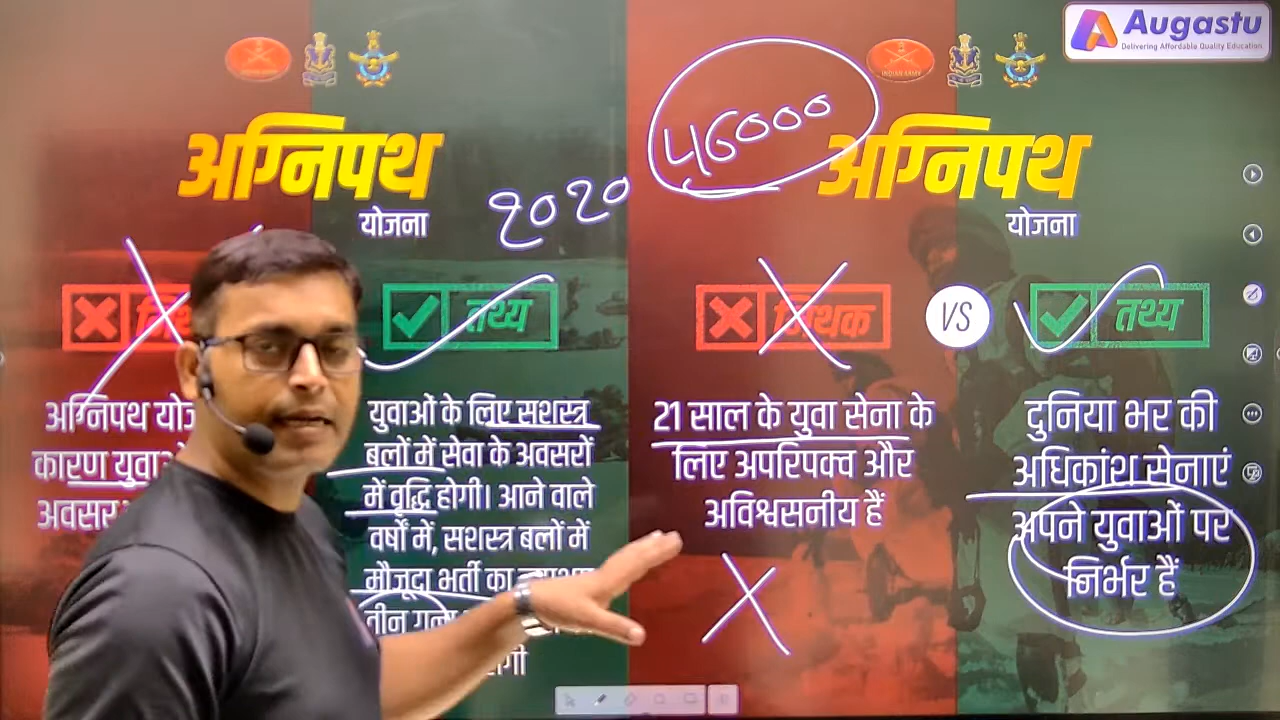 Augastu
Delivering Affordable Quality Education
INDIAN ARMY
46000
अग्निपथ
योजना
२०२०
अग्निपथ
योजना
तथ्य
मिथक
VS
तथ्य
अग्निपथ
कारण
अवसर
युवाओं के लिए सशस्त्र
बलों में सेवा के अवसरों
में वृद्धि होगी। आने वाले
वर्षों में, सशस्त्र बलों में
मौजूदा भर्ती का
तीन
21 साल के युवा सेना के
लिए अपरिपक्व और
अविश्वसनीय हैं
दुनिया भर की
अधिकांश सेनाएं
अपने युवाओं पर
निर्भर हैं